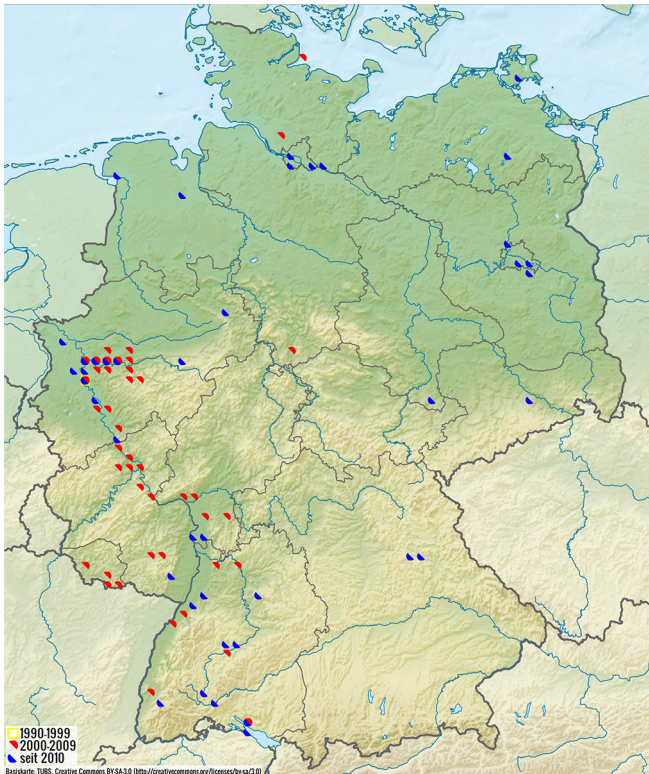 1990-1999
2000-2009
seit 2010
Basiskarte: TUBS, Creative Commons BY-SA-3.0 (http://creativecommons.org/licenses/by-sa/3.0)